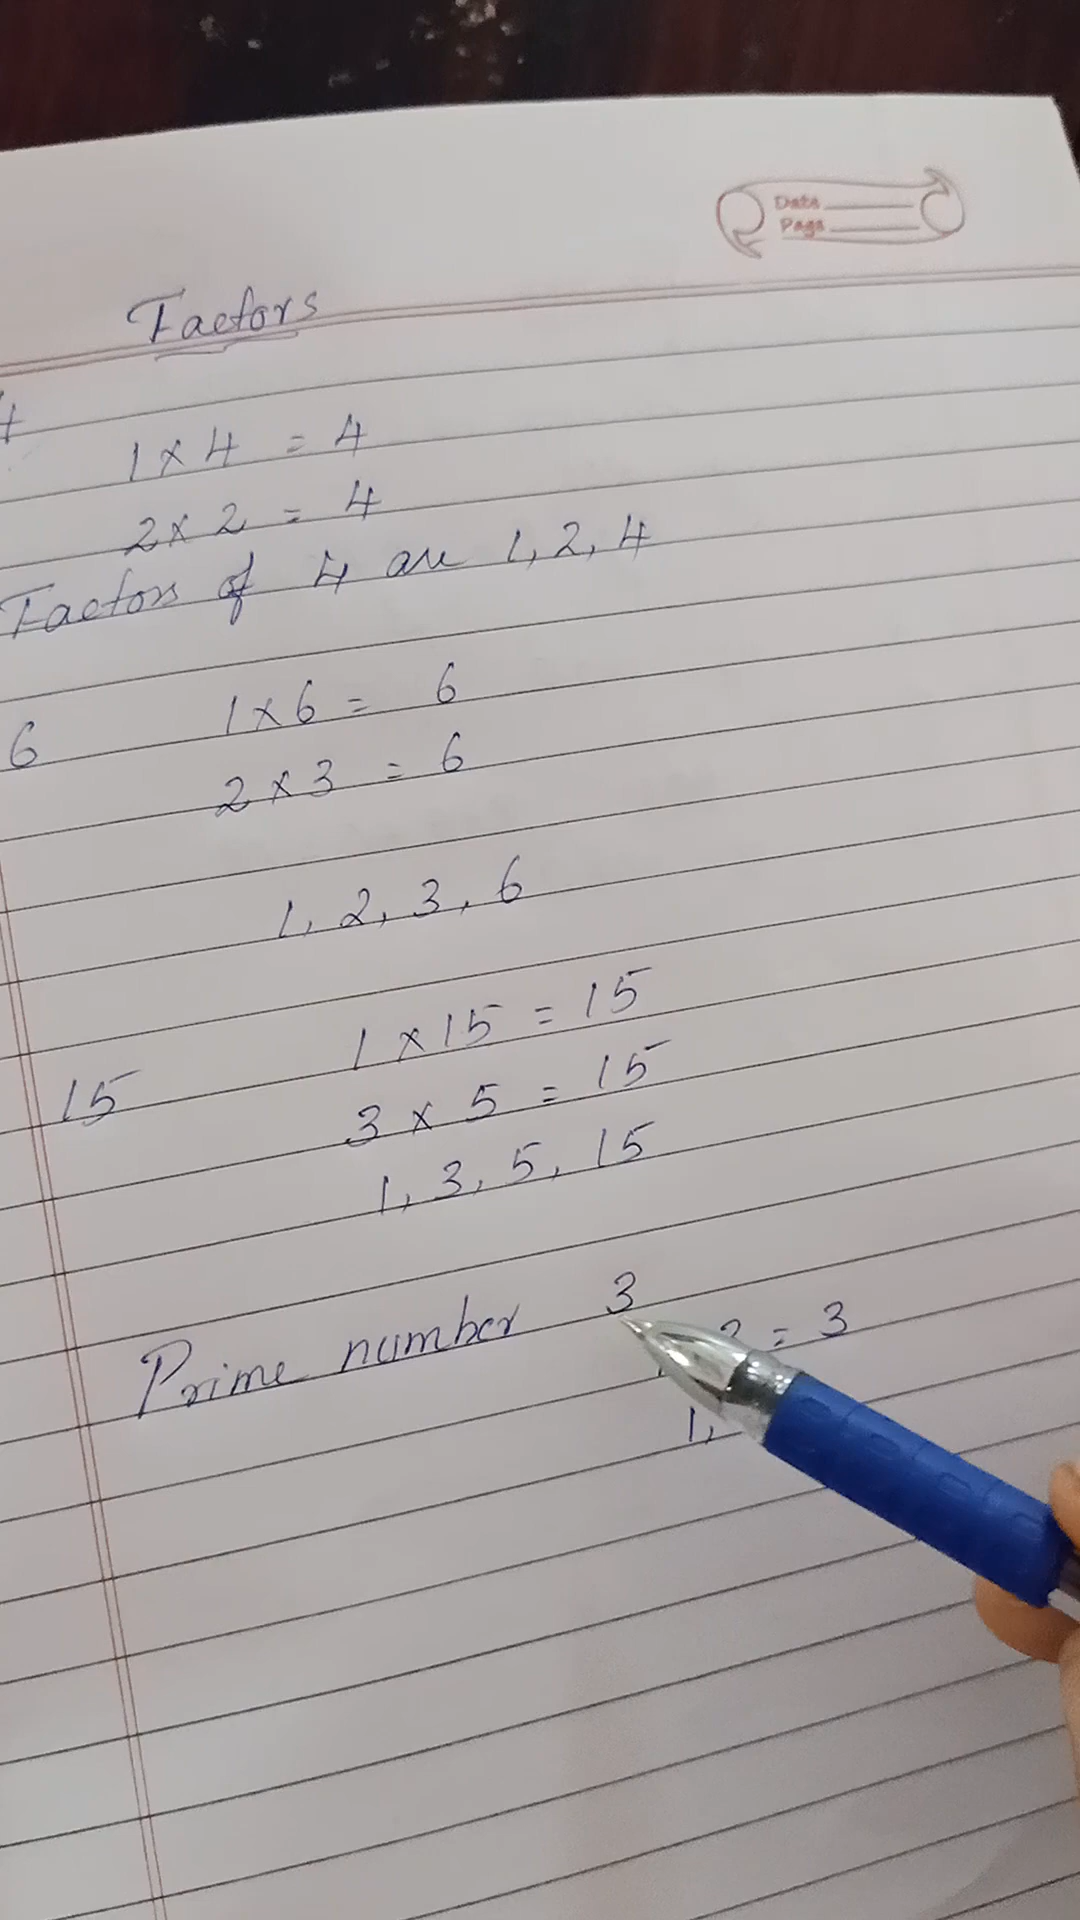 Date
Page
Factors
4
1 × 4 = 4
2 × 2 = 4
Factors of 4 are 1, 2, 4
6
1 × 6 = 6
2 × 3 = 6
1, 2, 3, 6
15
1 × 15 = 15
3 × 5 = 15
1, 3, 5, 15
Prime number 3
= 3
1,